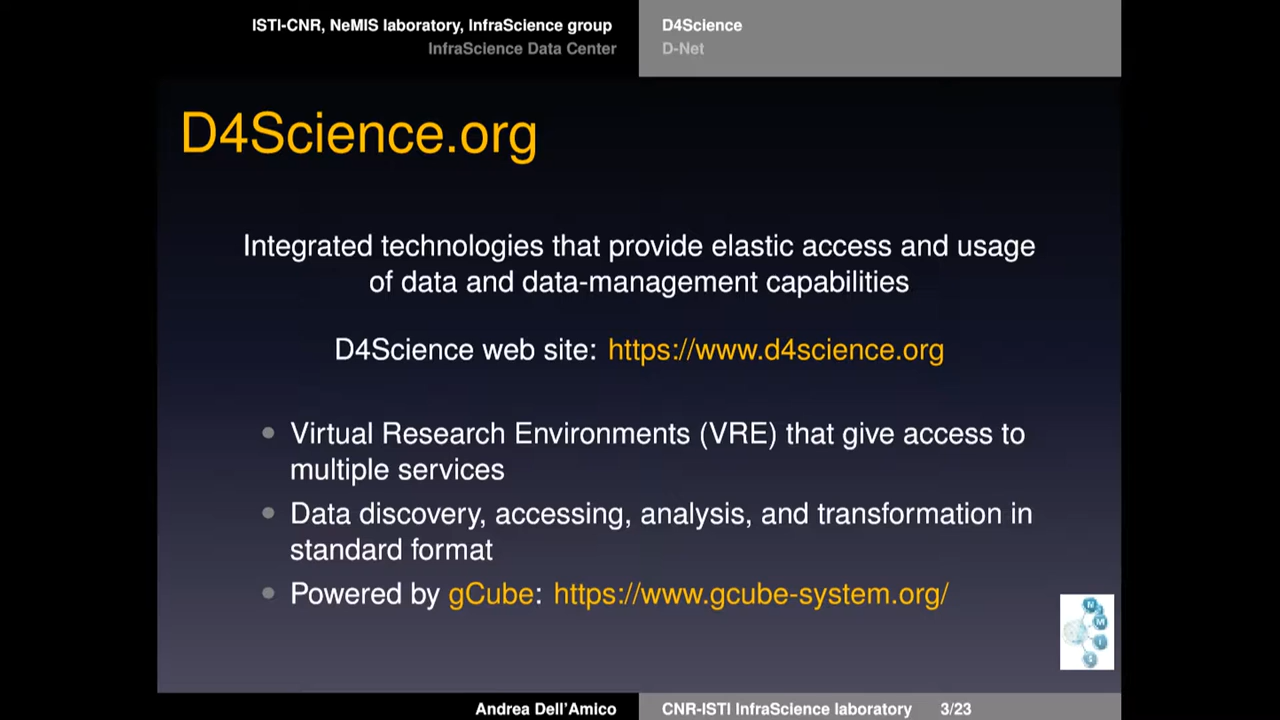 ISTI-CNR, NeMIS laboratory, InfraScience group
InfraScience Data Center
D4Science
D-Net
D4Science.org
Integrated technologies that provide elastic access and usage
of data and data-management capabilities
D4Science web site: https://www.d4science.org
Virtual Research Environments (VRE) that give access to
multiple services
Data discovery, accessing, analysis, and transformation in
standard format
Powered by gCube: https://www.gcube-system.org/
Andrea Dell'Amico
CNR-ISTI InfraScience laboratory
3/23